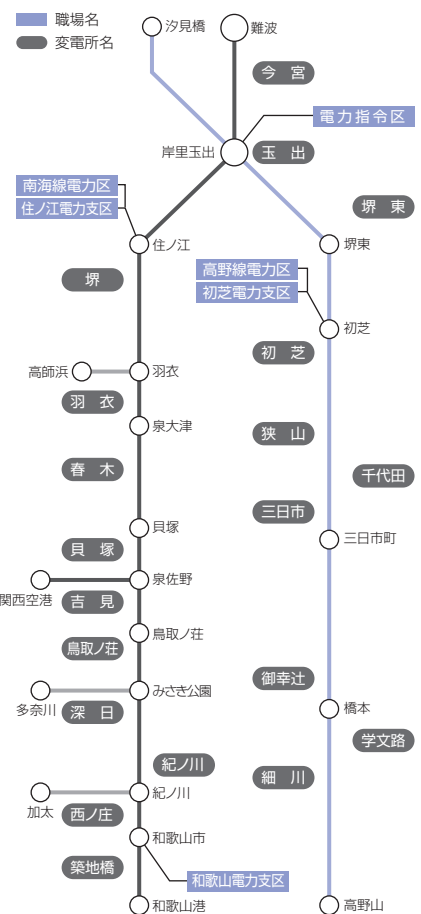 職場名
変電所名
汐見橋
難波
今宮
電力指令区
岸里玉出
玉出
南海線電力区
住ノ江電力支区
堺東
住ノ江
堺東
高野線電力区
初芝電力支区
堺
初芝
初芝
高師浜
羽衣
羽衣
泉大津
狭山
春木
千代田
三日市
貝塚
三日市町
貝塚
泉佐野
関西空港
吉見
鳥取ノ荘
鳥取ノ荘
御幸辻
みさき公園
多奈川
深日
橋本
学文路
紀ノ川
細川
紀ノ川
加太
西ノ庄
和歌山市
築地橋
和歌山電力支区
和歌山港
高野山